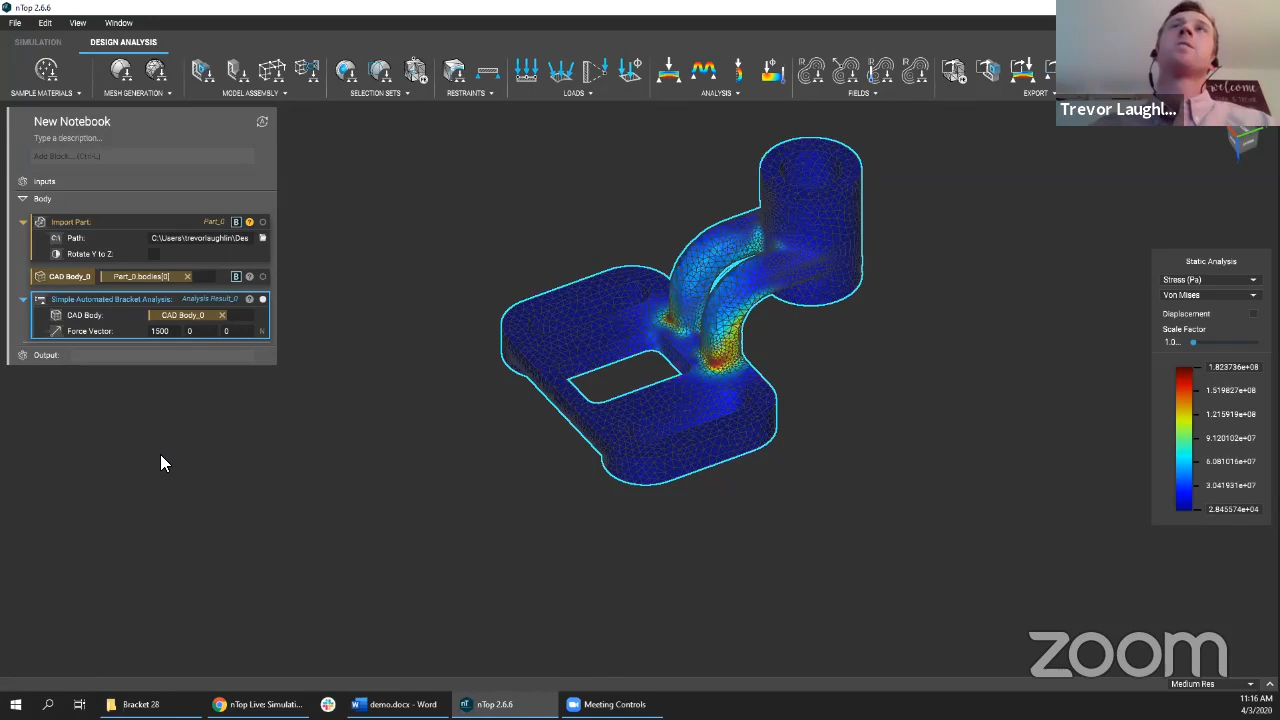 nTop 2.6.6
File Edit View Window
SIMULATION DESIGN ANALYSIS
SAMPLE MATERIALS MESH GENERATION MODEL ASSEMBLY SELECTION SETS RESTRAINTS LOADS ANALYSIS FIELDS EXPORT
welcome
Trevor Laughl...
New Notebook
Type a description...
Add Block... (CTRL)
Inputs
Body
Import Part: Part_0 B
Path: C:\Users\trevorlaughlin\Des
Rotate Y to Z:
CAD Body_0 Part_0.bodies[0] B
Simple Automated Bracket Analysis: Analysis Result_0
CAD Body: CAD Body_0
Force Vector: 1500 0 0 N
Output:
Static Analysis
Stress (Pa)
Von Mises
Displacement
Scale Factor
1.0...
1.823736e+08
1.519827e+08
1.215919e+08
9.120102e+07
6.081016e+07
3.041931e+07
2.845574e+04
zoom
Medium Res
Bracket 28 nTop Live: Simulati... demo.docx - Word nTop 2.6.6 Meeting Controls
11:16 AM
4/3/2020